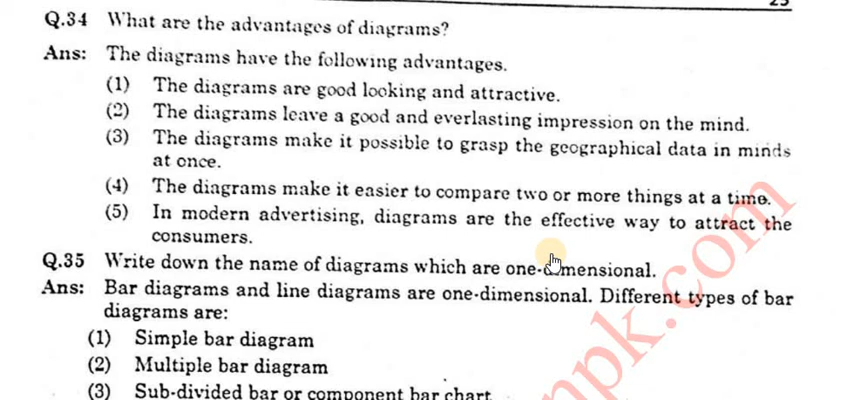 25
Q.34 What are the advantages of diagrams?
Ans: The diagrams have the following advantages.
(1) The diagrams are good looking and attractive.
(2) The diagrams leave a good and everlasting impression on the mind.
(3) The diagrams make it possible to grasp the geographical data in minds
at once.
(4) The diagrams make it easier to compare two or more things at a time.
(5) In modern advertising, diagrams are the effective way to attract the
consumers.
Q.35 Write down the name of diagrams which are one-dimensional.
Ans: Bar diagrams and line diagrams are one-dimensional. Different types of bar
diagrams are:
(1) Simple bar diagram
(2) Multiple bar diagram
(3) Sub-divided bar or component bar chart
npk.com